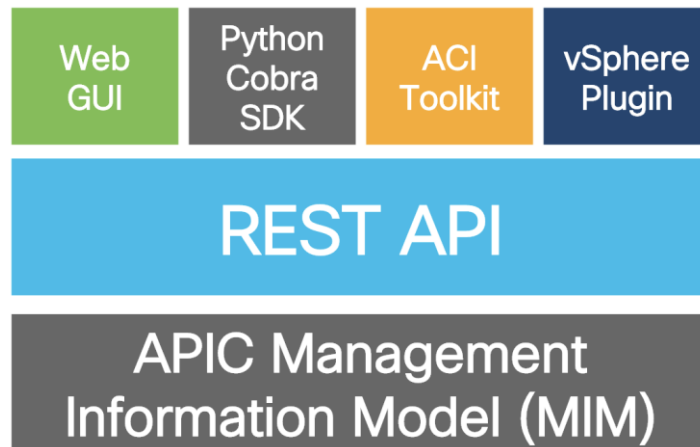 Web
GUI
Python
Cobra
SDK
ACI
Toolkit
vSphere
Plugin
REST API
APIC Management
Information Model (MIM)